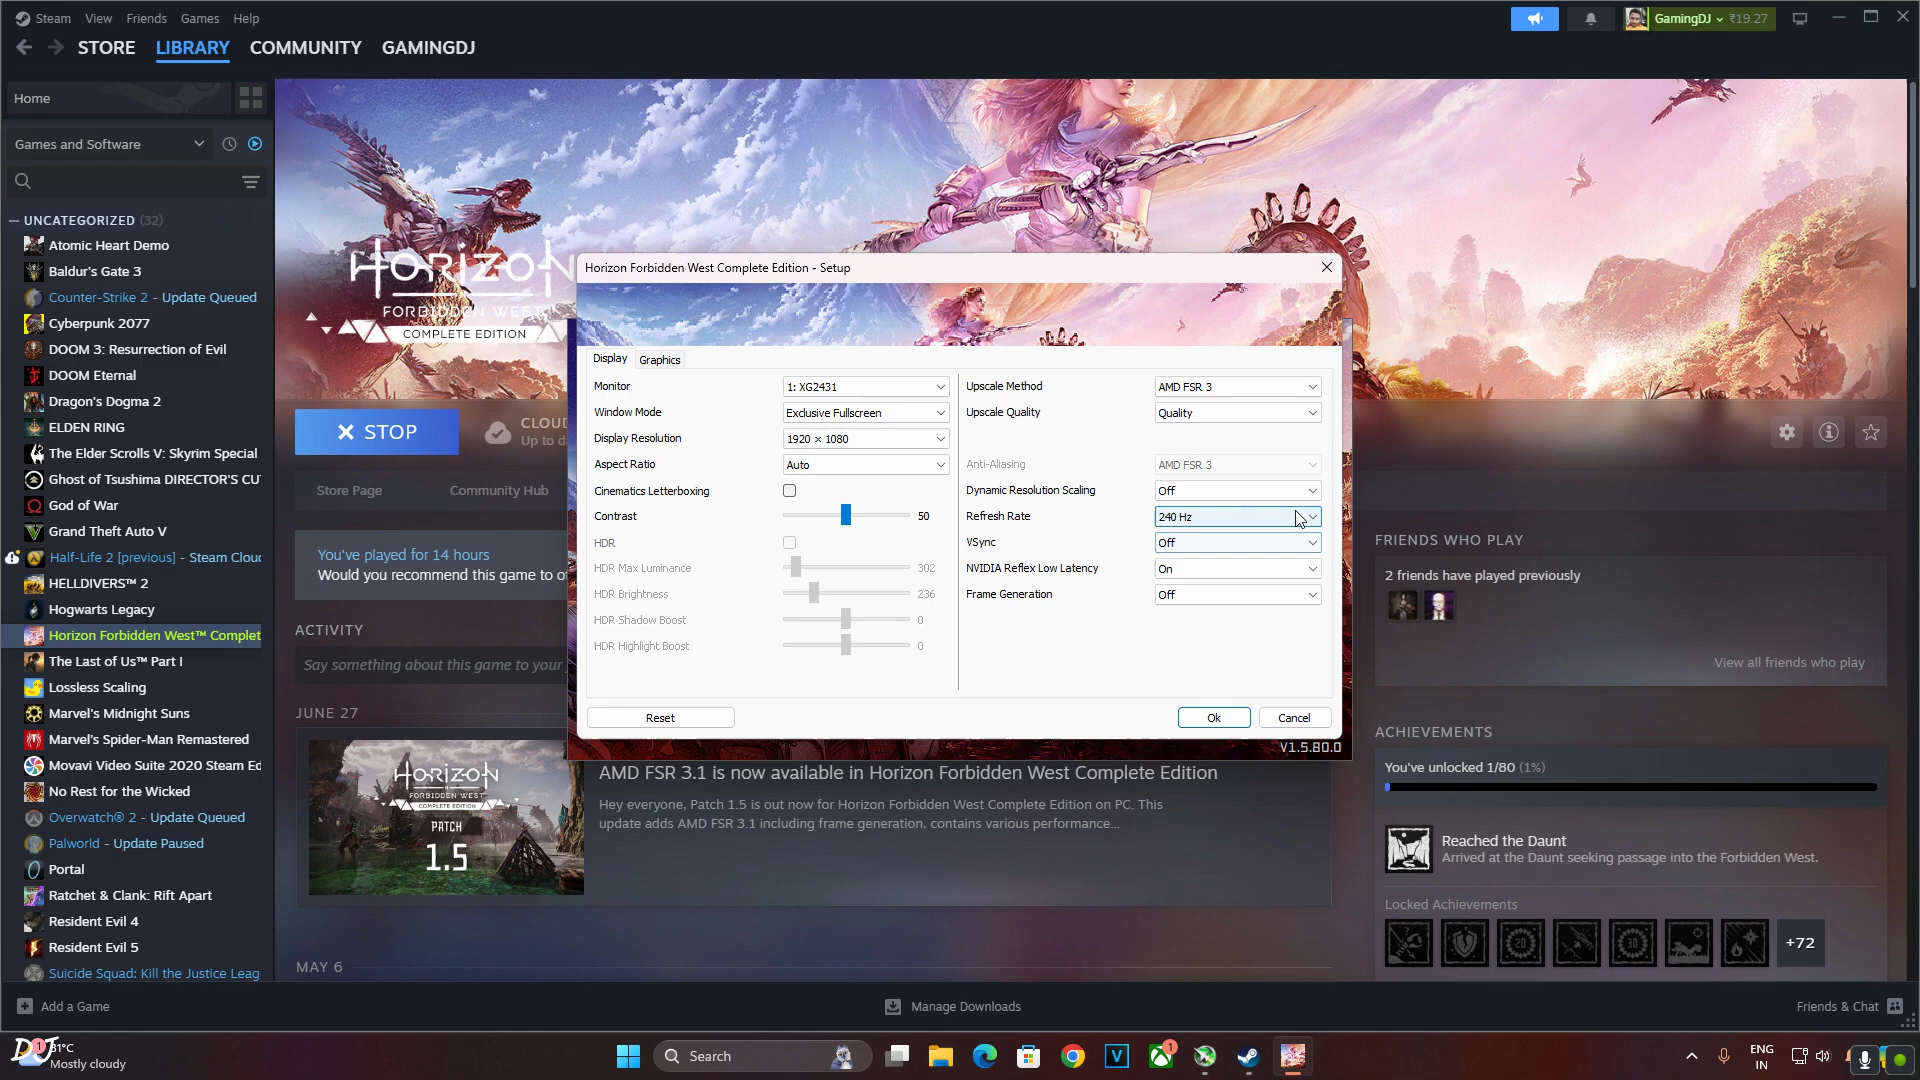 Steam View Friends Games Help
GamingDJ ₹19.27
STORE LIBRARY COMMUNITY GAMINGDJ
Home
Games and Software
UNCATEGORIZED (32)
Atomic Heart Demo
Baldur's Gate 3
Counter-Strike 2 - Update Queued
Cyberpunk 2077
DOOM 3: Resurrection of Evil
DOOM Eternal
Dragon's Dogma 2
ELDEN RING
The Elder Scrolls V: Skyrim Special
Ghost of Tsushima DIRECTOR'S CU
God of War
Grand Theft Auto V
Half-Life 2 [previous] - Steam Clou
HELLDIVERS™ 2
Hogwarts Legacy
Horizon Forbidden West™ Complet
The Last of Us™ Part I
Lossless Scaling
Marvel's Midnight Suns
Marvel's Spider-Man Remastered
Movavi Video Suite 2020 Steam Ed
No Rest for the Wicked
Overwatch® 2 - Update Queued
Palworld - Update Paused
Portal
Ratchet & Clank: Rift Apart
Resident Evil 4
Resident Evil 5
Suicide Squad: Kill the Justice Leag
HORIZON
FORBIDDEN WEST
COMPLETE EDITION
STOP
CLOUD
Up to d
Store Page
Community Hub
You've played for 14 hours
Would you recommend this game to o
ACTIVITY
Say something about this game to your
JUNE 27
Horizon Forbidden West Complete Edition - Setup
Display Graphics
Monitor 1: XG2431
Window Mode Exclusive Fullscreen
Display Resolution 1920 × 1080
Aspect Ratio Auto
Cinematics Letterboxing
Contrast 50
HDR
HDR Max Luminance 302
HDR Brightness 236
HDR Shadow Boost 0
HDR Highlight Boost 0
Upscale Method AMD FSR 3
Upscale Quality Quality
Anti-Aliasing AMD FSR 3
Dynamic Resolution Scaling Off
Refresh Rate 240 Hz
VSync Off
NVIDIA Reflex Low Latency On
Frame Generation Off
Reset Ok Cancel
V1.5.80.0
HORIZON
FORBIDDEN WEST
COMPLETE EDITION
PATCH
1.5
AMD FSR 3.1 is now available in Horizon Forbidden West Complete Edition
Hey everyone, Patch 1.5 is out now for Horizon Forbidden West Complete Edition on PC. This
update adds AMD FSR 3.1 including frame generation, contains various performance...
MAY 6
FRIENDS WHO PLAY
2 friends have played previously
View all friends who play
ACHIEVEMENTS
You've unlocked 1/80 (1%)
Reached the Daunt
Arrived at the Daunt seeking passage into the Forbidden West.
Locked Achievements
20
30
+72
Add a Game
Manage Downloads
Friends & Chat
DJ
1
31°C
Mostly cloudy
Search
V
1
ENG
IN